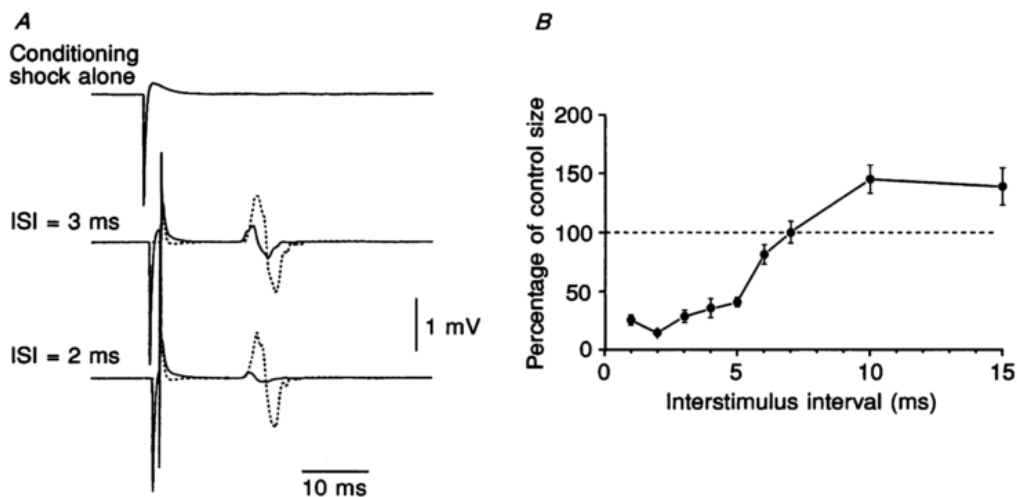 A
Conditioning
shock alone
ISI = 3 ms
1 mV
ISI = 2 ms
10 ms
B
Percentage of control size
200
150
100
50
0
0
5
10
15
Interstimulus interval (ms)